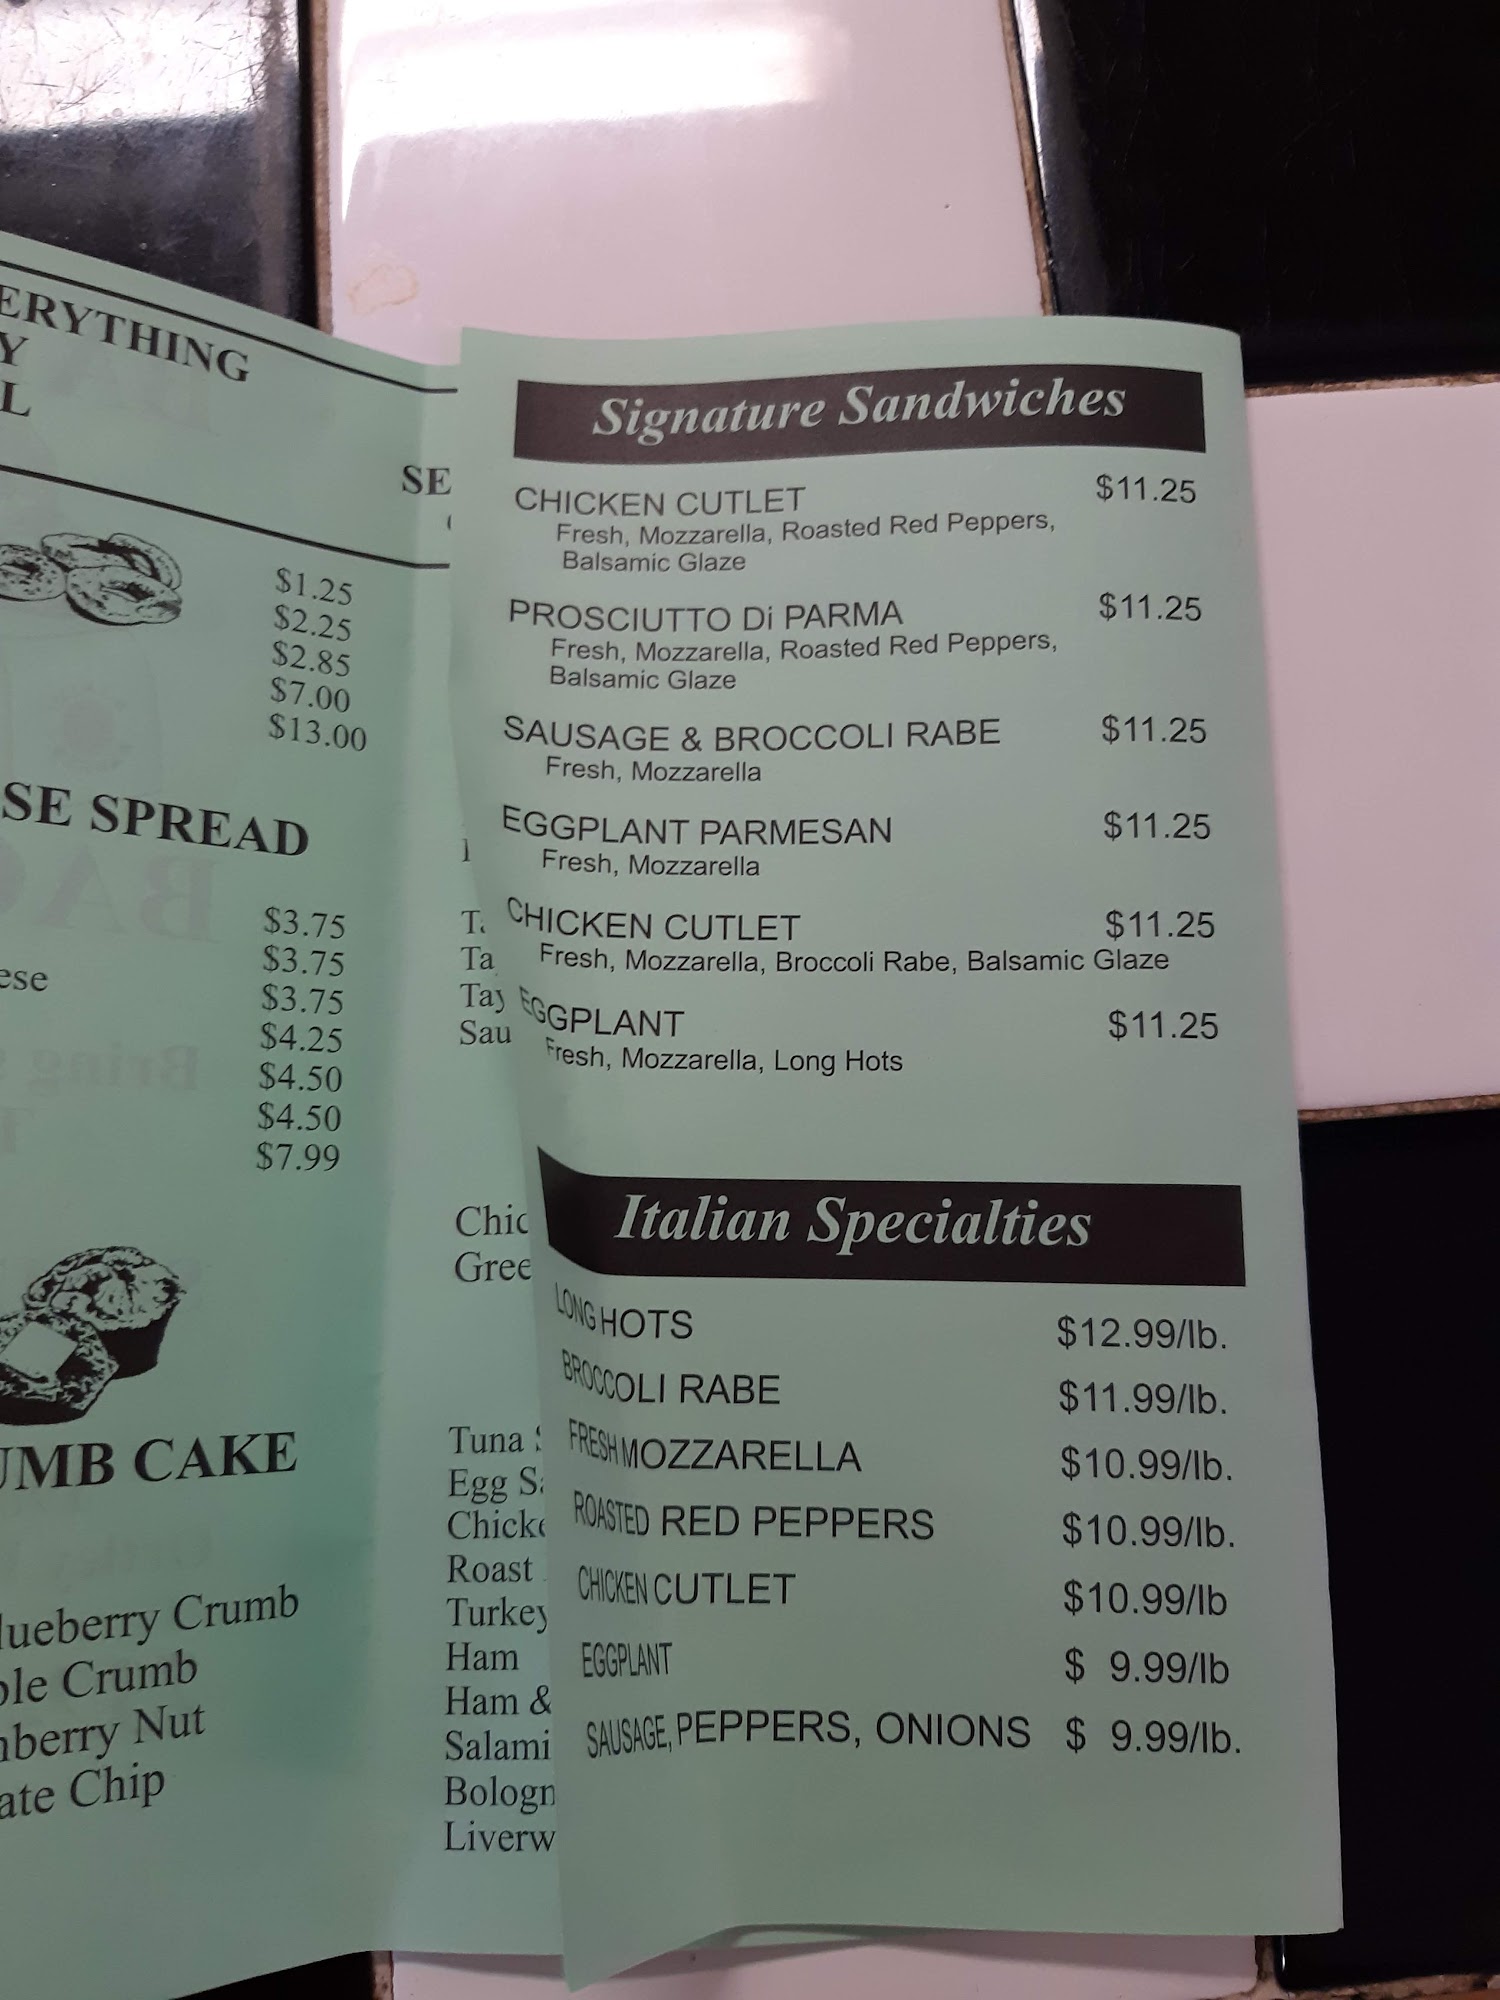 ERYTHING
Y
L
SE
$1.25
$2.25
$2.85
$7.00
$13.00
SE SPREAD
$3.75
$3.75
ese
$3.75
$4.25
$4.50
$4.50
$7.99
UMB CAKE
lueberry Crumb
ple Crumb
nberry Nut
ate Chip
Ta
Tay
Sau
Chic
Gree
Tuna
Egg Sa
Chicke
Roast
Turkey
Ham
Ham &
Salami
Bologn
Liverw
Signature Sandwiches
CHICKEN CUTLET $11.25
Fresh, Mozzarella, Roasted Red Peppers,
Balsamic Glaze
PROSCIUTTO Di PARMA $11.25
Fresh, Mozzarella, Roasted Red Peppers,
Balsamic Glaze
SAUSAGE & BROCCOLI RABE $11.25
Fresh, Mozzarella
EGGPLANT PARMESAN $11.25
Fresh, Mozzarella
CHICKEN CUTLET $11.25
Fresh, Mozzarella, Broccoli Rabe, Balsamic Glaze
EGGPLANT $11.25
Fresh, Mozzarella, Long Hots
Italian Specialties
LONG HOTS $12.99/lb.
BROCCOLI RABE $11.99/lb.
FRESH MOZZARELLA $10.99/lb.
ROASTED RED PEPPERS $10.99/lb.
CHICKEN CUTLET $10.99/lb
EGGPLANT $ 9.99/lb
SAUSAGE, PEPPERS, ONIONS $ 9.99/lb.